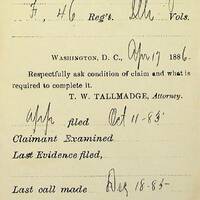 F, 46 Reg's. Ills Vols.
WASHINGTON, D. C., Apr 17 1886.
Respectfully ask condition of claim and what is
required to complete it.
T. W. TALLMADGE, Attorney.
app filed Oct 11-83
Claimant Examined
Last Evidence filed,
Last call made Dec 18-85-